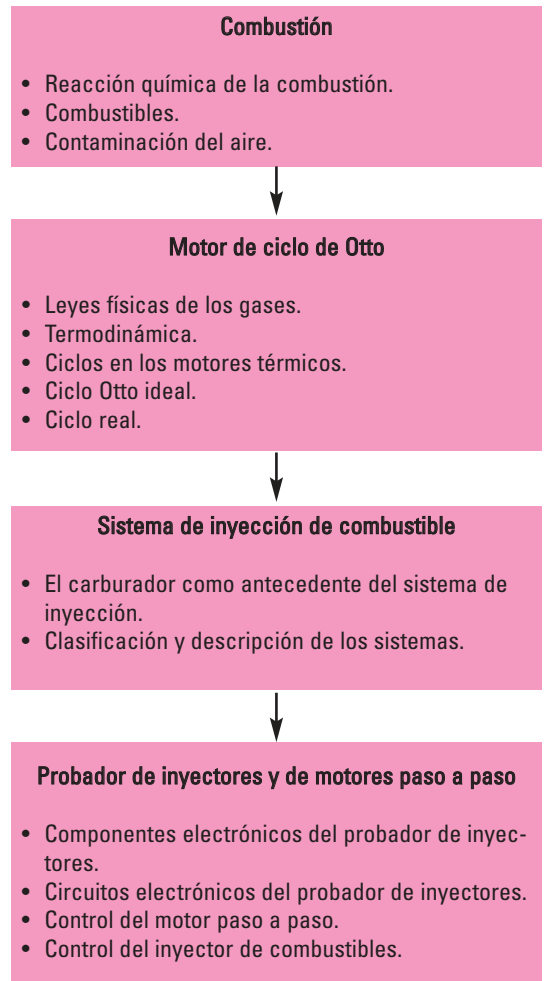 Combustión
• Reacción química de la combustión.
• Combustibles.
• Contaminación del aire.
Motor de ciclo de Otto
• Leyes físicas de los gases.
• Termodinámica.
• Ciclos en los motores térmicos.
• Ciclo Otto ideal.
• Ciclo real.
Sistema de inyección de combustible
• El carburador como antecedente del sistema de
inyección.
• Clasificación y descripción de los sistemas.
Probador de inyectores y de motores paso a paso
• Componentes electrónicos del probador de inyec-
tores.
• Circuitos electrónicos del probador de inyectores.
• Control del motor paso a paso.
• Control del inyector de combustibles.